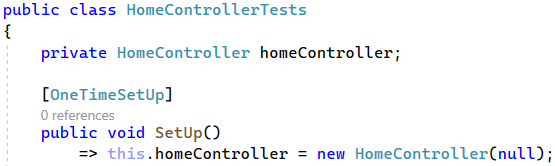 public class HomeControllerTests
{
private HomeController homeController;
[OneTimeSetUp]
0 references
public void SetUp()
=> this.homeController = new HomeController(null);